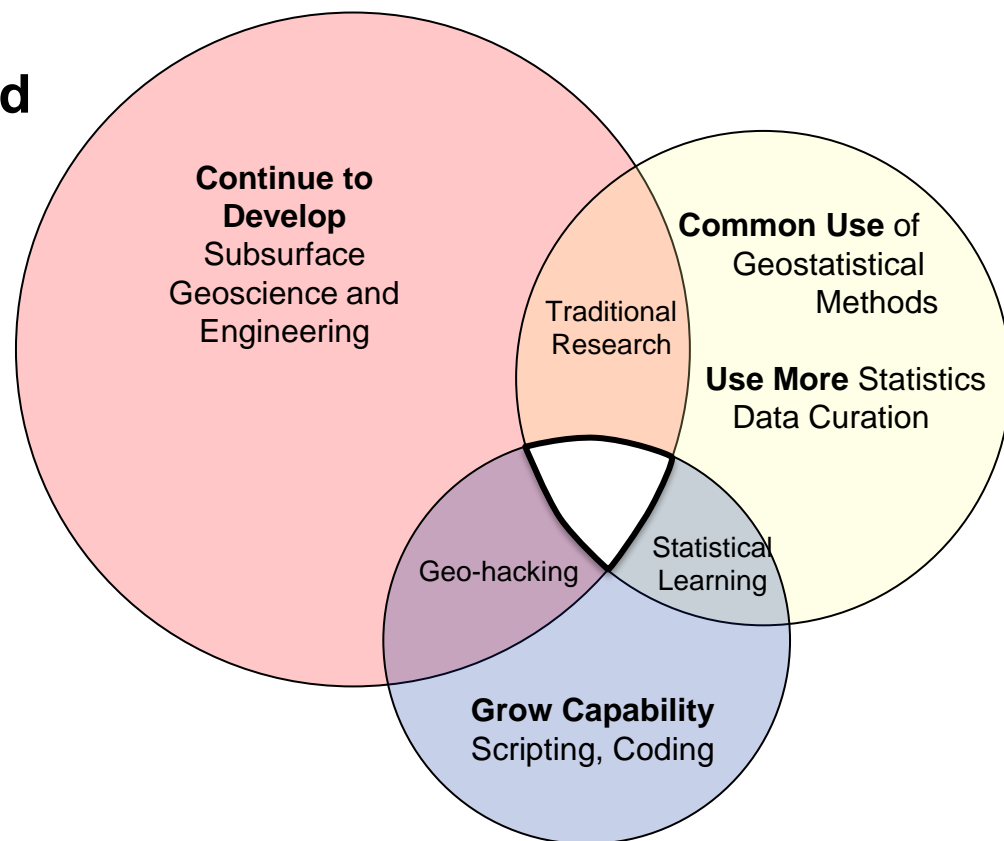 d
Continue to
Develop
Subsurface
Geoscience and
Engineering
Common Use of
Geostatistical
Methods
Traditional
Research
Use More Statistics
Data Curation
Geo-hacking
Statistical
Learning
Grow Capability
Scripting, Coding